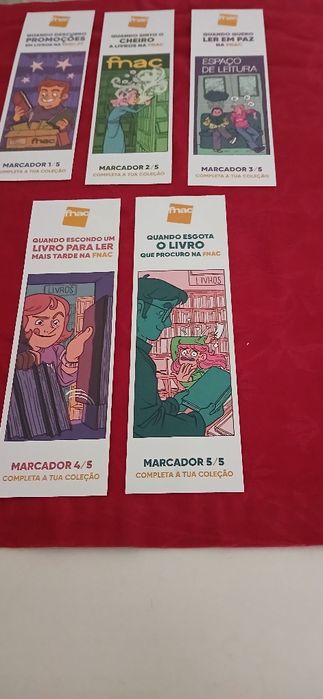 QUANDO DESCUBRO
PROMOÇÕES
EM LIVROS NA FNAC.PT
MARCADOR 1/5
COMPLETA A TUA COLEÇÃO
fnac
QUANDO SINTO O
CHEIRO
A LIVROS NA FNAC
fnac
MARCADOR 2/5
COMPLETA A TUA COLEÇÃO
fnac
QUANDO QUERO
LER EM PAZ
NA FNAC
ESPAÇO
DE LEITURA
MARCADOR 3/5
COMPLETA A TUA COLEÇÃO
fnac
QUANDO ESCONDO UM
LIVRO PARA LER
MAIS TARDE NA FNAC
LIVROS
MARCADOR 4/5
COMPLETA A TUA COLEÇÃO
fnac
QUANDO ESGOTA
O LIVRO
QUE PROCURO NA FNAC
LIVROS
MARCADOR 5/5
COMPLETA A TUA COLEÇÃO